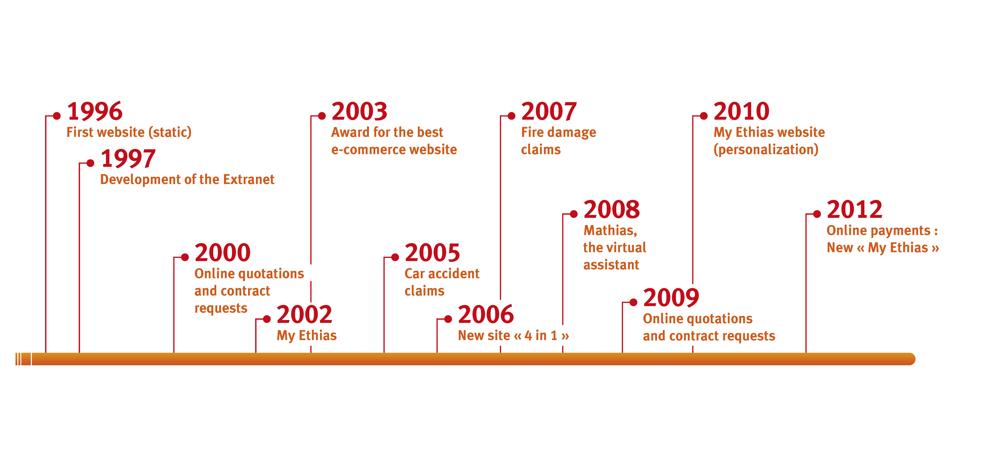 1996
First website (static)
1997
Development of the Extranet
2000
Online quotations
and contract
requests
2002
My Ethias
2003
Award for the best
e-commerce website
2005
Car accident
claims
2006
New site « 4 in 1 »
2007
Fire damage
claims
2008
Mathias,
the virtual
assistant
2009
Online quotations
and contract requests
2010
My Ethias website
(personalization)
2012
Online payments :
New « My Ethias »